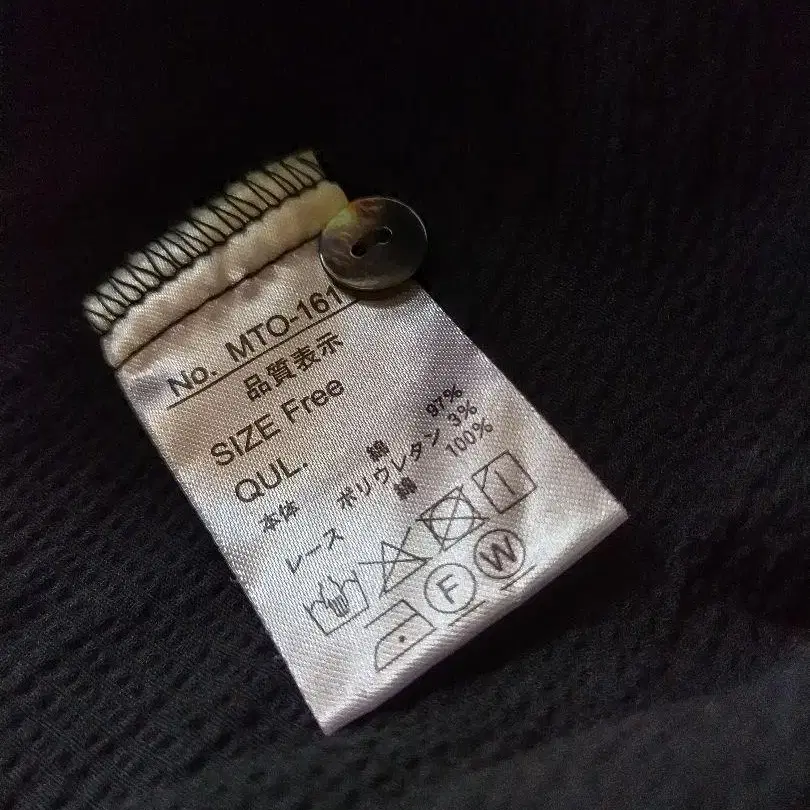 No. MTO-161
品質表示
SIZE Free
QUL.
本体 綿 97%
ポリウレタン 3%
レース 綿 100%
F W